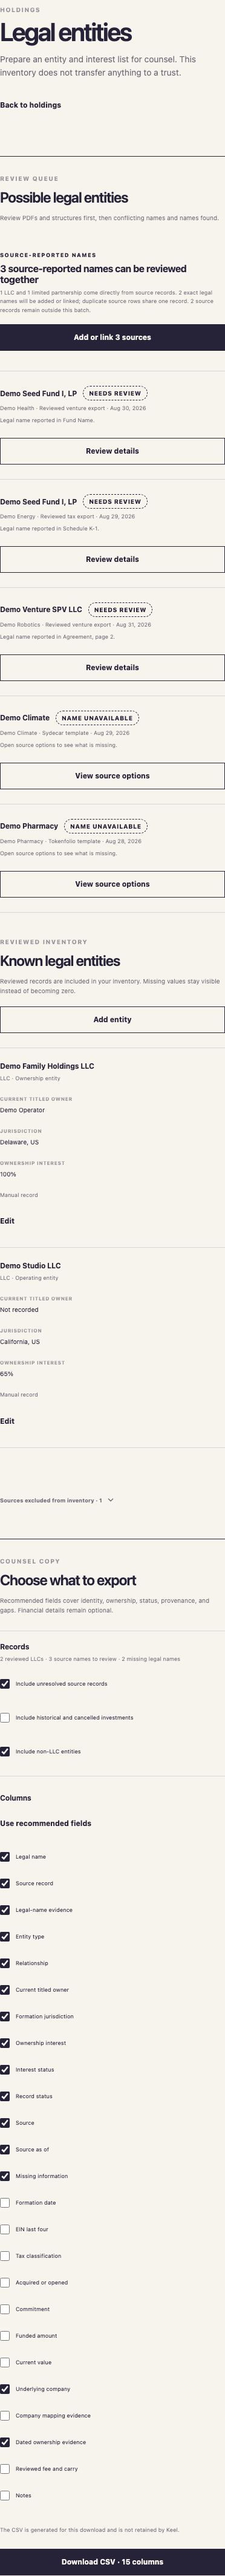 HOLDINGS
Legal entities
Prepare an entity and interest list for counsel. This
inventory does not transfer anything to a trust.
Back to holdings
REVIEW QUEUE
Possible legal entities
Review PDFs and structures first, then conflicting names and names found.
SOURCE-REPORTED NAMES
3 source-reported names can be reviewed
together
1 LLC and 1 limited partnership come directly from source records. 2 exact legal
names will be added or linked; duplicate source rows share one record. 2 source
records remain outside this batch.
Add or link 3 sources
Demo Seed Fund I, LP NEEDS REVIEW
Demo Health · Reviewed venture export · Aug 30, 2026
Legal name reported in Fund Name.
Review details
Demo Seed Fund I, LP NEEDS REVIEW
Demo Energy · Reviewed tax export · Aug 29, 2026
Legal name reported in Schedule K-1.
Review details
Demo Venture SPV LLC NEEDS REVIEW
Demo Robotics · Reviewed venture export · Aug 31, 2026
Legal name reported in Agreement, page 2.
Review details
Demo Climate NAME UNAVAILABLE
Demo Climate · Sydecar template · Aug 29, 2026
Open source options to see what is missing.
View source options
Demo Pharmacy NAME UNAVAILABLE
Demo Pharmacy · Tokenfolio template · Aug 29, 2026
Open source options to see what is missing.
View source options
REVIEWED INVENTORY
Known legal entities
Reviewed records are included in your inventory. Missing values stay visible
instead of becoming zero.
Add entity
Demo Family Holdings LLC
LLC · Ownership entity
CURRENT TITLED OWNER
Demo Operator
JURISDICTION
Delaware, US
OWNERSHIP INTEREST
100%
Manual record
Edit
Demo Studio LLC
LLC · Operating entity
CURRENT TITLED OWNER
Not recorded
JURISDICTION
California, US
OWNERSHIP INTEREST
65%
Manual record
Edit
Sources excluded from inventory · 1
COUNSEL COPY
Choose what to export
Recommended fields cover identity, ownership, status, provenance, and
gaps. Financial details remain optional.
Records
2 reviewed LLCs · 3 source names to review · 2 missing legal names
Include unresolved source records
Include historical and cancelled investments
Include non-LLC entities
Columns
Use recommended fields
Legal name
Source record
Legal-name evidence
Entity type
Relationship
Current titled owner
Formation jurisdiction
Ownership interest
Interest status
Record status
Source
Source as of
Missing information
Formation date
EIN last four
Tax classification
Acquired or opened
Commitment
Funded amount
Current value
Underlying company
Company mapping evidence
Dated ownership evidence
Reviewed fee and carry
Notes
The CSV is generated for this download and is not retained by Keel.
Download CSV · 15 columns